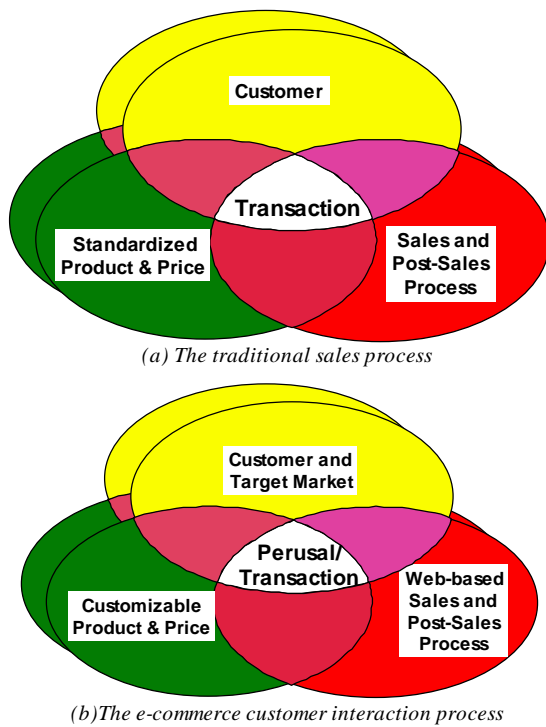 Customer
Transaction
Standardized
Product & Price
Sales and
Post-Sales
Process
(a) The traditional sales process
Customer and
Target Market
Perusal/
Transaction
Customizable
Product & Price
Web-based
Sales and
Post-Sales
Process
(b)The e-commerce customer interaction process